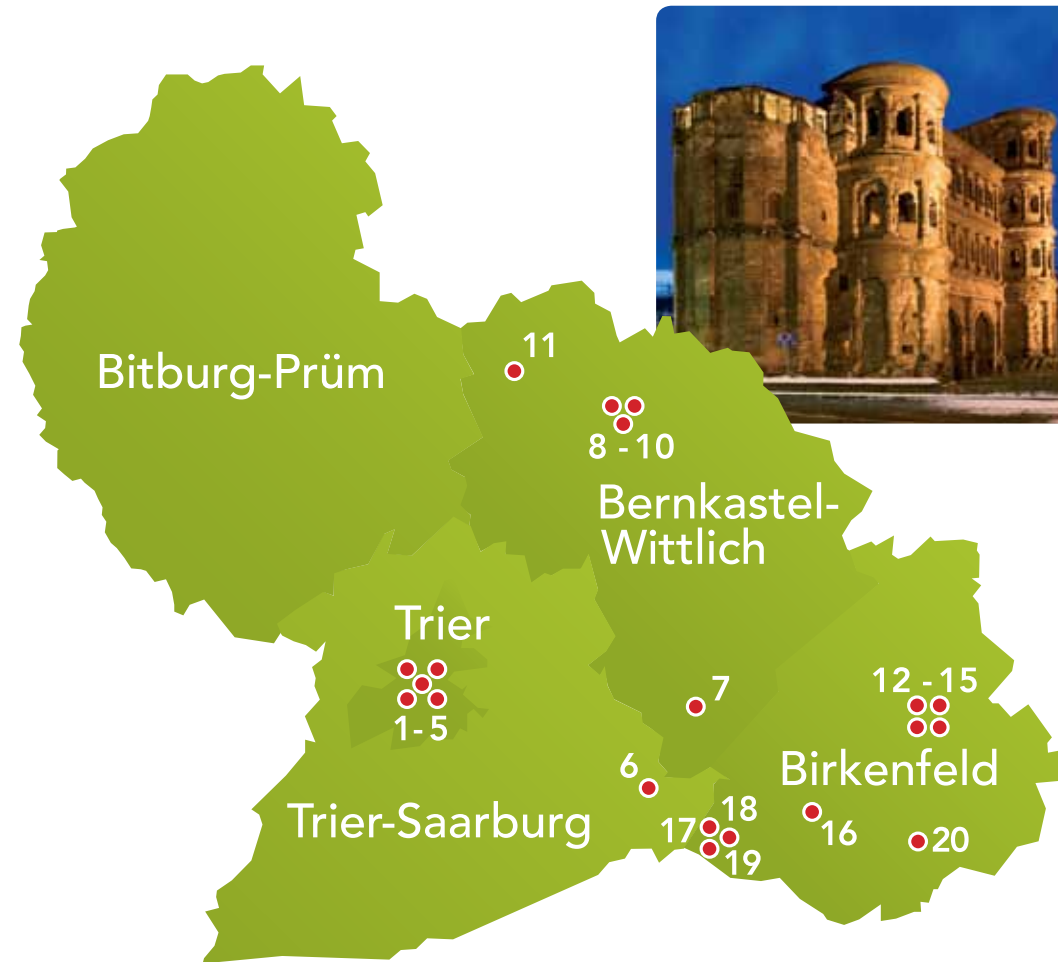 11
Bitburg-Prüm
8 - 10
Bernkastel-
Wittlich
Trier
1- 5
7
12 - 15
6
Birkenfeld
Trier-Saarburg
18
17
16
20
19